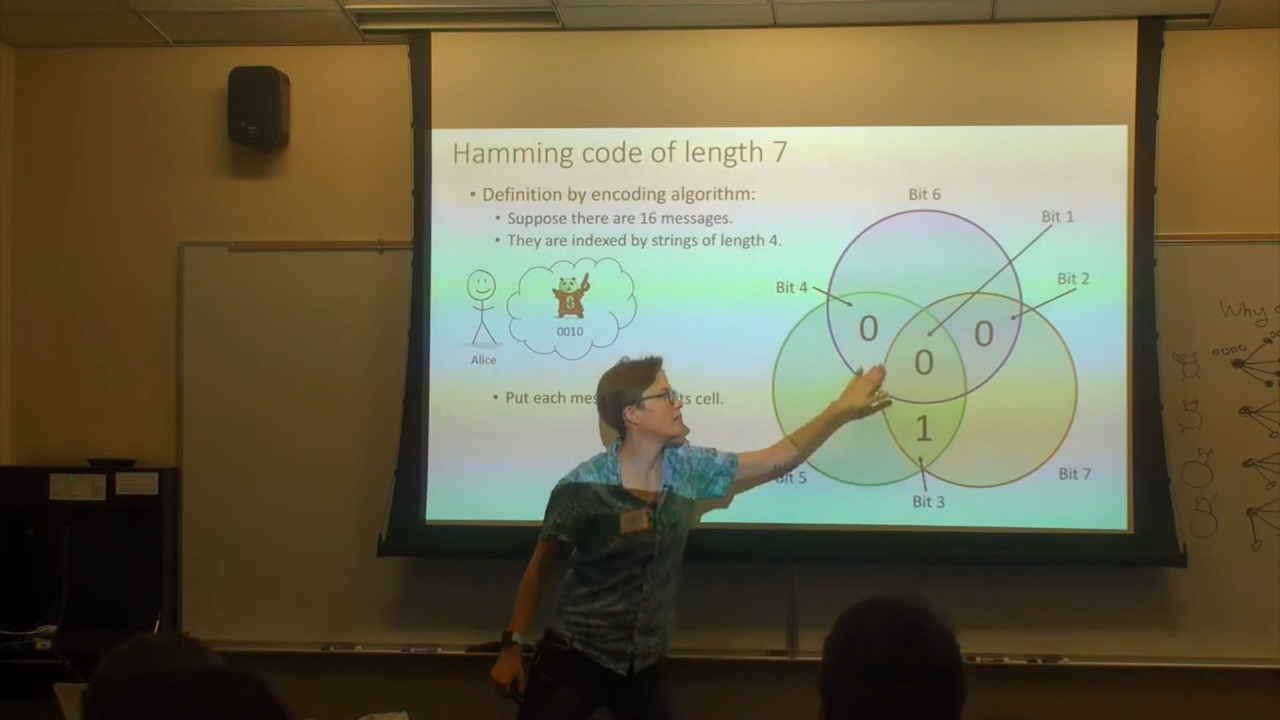 Hamming code of length 7
• Definition by encoding algorithm:
• Suppose there are 16 messages.
• They are indexed by strings of length 4.
0010
Alice
• Put each mes ts cell.
Bit 6
Bit 1
Bit 4
Bit 2
0
0
0
1
Bit 5
Bit 7
Bit 3
Why